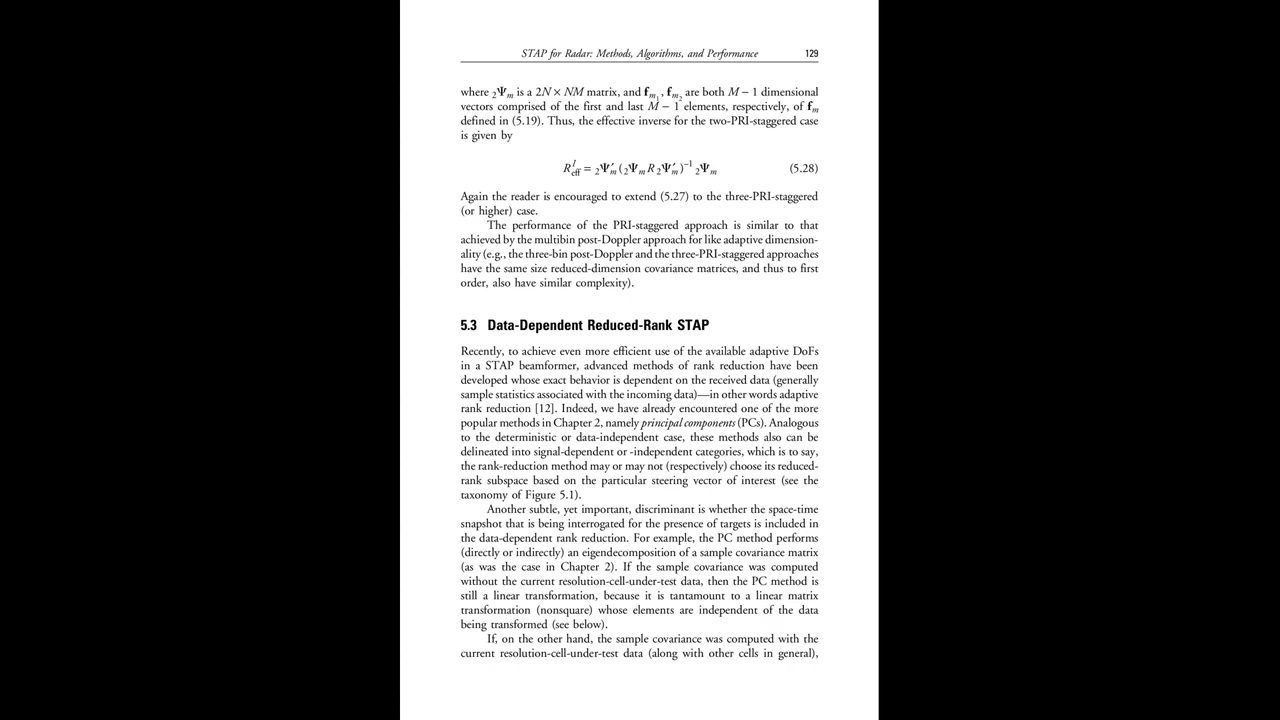 STAP for Radar: Methods, Algorithms, and Performance 129
where ₂Ψₘ is a 2N × NM matrix, and fₘ₁, fₘ₂ are both M − 1 dimensional
vectors comprised of the first and last M − 1 elements, respectively, of fₘ
defined in (5.19). Thus, the effective inverse for the two-PRI-staggered case
is given by
R^I_eff = ₂Ψ′ₘ (₂Ψₘ R ₂Ψ′ₘ)⁻¹ ₂Ψₘ (5.28)
Again the reader is encouraged to extend (5.27) to the three-PRI-staggered
(or higher) case.
The performance of the PRI-staggered approach is similar to that
achieved by the multibin post-Doppler approach for like adaptive dimension-
ality (e.g., the three-bin post-Doppler and the three-PRI-staggered approaches
have the same size reduced-dimension covariance matrices, and thus to first
order, also have similar complexity).
5.3 Data-Dependent Reduced-Rank STAP
Recently, to achieve even more efficient use of the available adaptive DoFs
in a STAP beamformer, advanced methods of rank reduction have been
developed whose exact behavior is dependent on the received data (generally
sample statistics associated with the incoming data)—in other words adaptive
rank reduction [12]. Indeed, we have already encountered one of the more
popular methods in Chapter 2, namely principal components (PCs). Analogous
to the deterministic or data-independent case, these methods also can be
delineated into signal-dependent or -independent categories, which is to say,
the rank-reduction method may or may not (respectively) choose its reduced-
rank subspace based on the particular steering vector of interest (see the
taxonomy of Figure 5.1).
Another subtle, yet important, discriminant is whether the space-time
snapshot that is being interrogated for the presence of targets is included in
the data-dependent rank reduction. For example, the PC method performs
(directly or indirectly) an eigendecomposition of a sample covariance matrix
(as was the case in Chapter 2). If the sample covariance was computed
without the current resolution-cell-under-test data, then the PC method is
still a linear transformation, because it is tantamount to a linear matrix
transformation (nonsquare) whose elements are independent of the data
being transformed (see below).
If, on the other hand, the sample covariance was computed with the
current resolution-cell-under-test data (along with other cells in general),